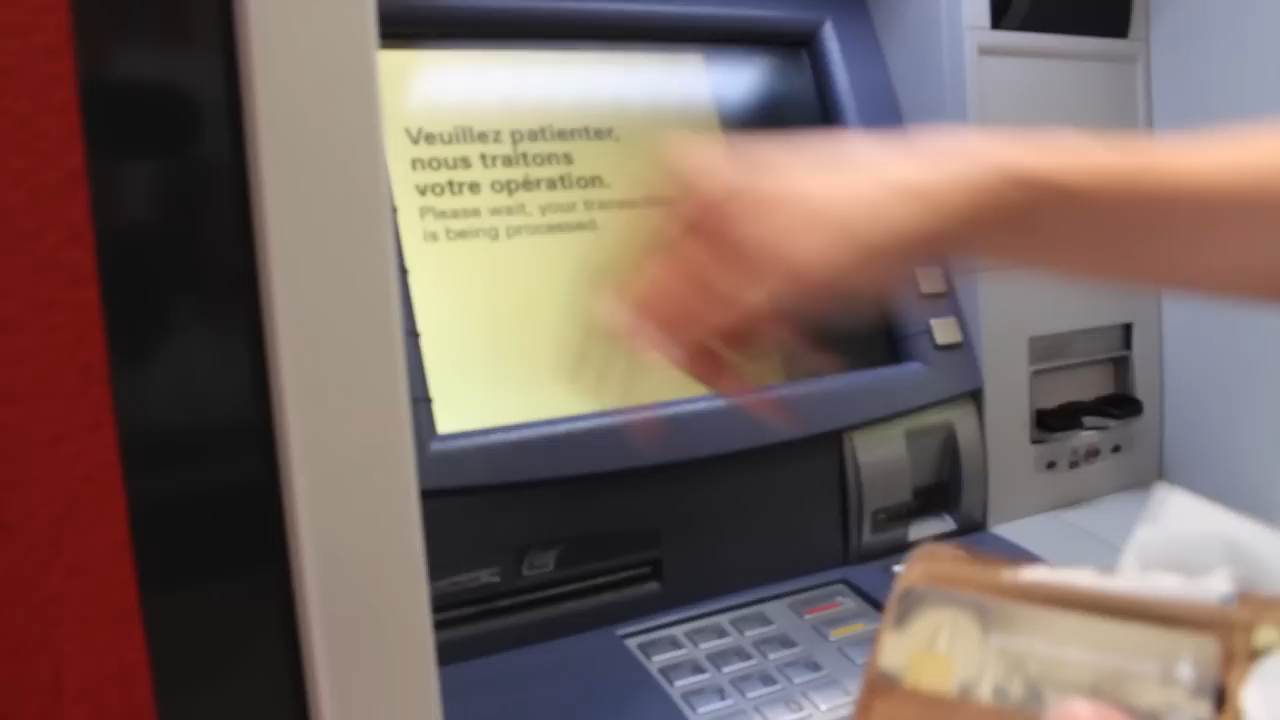 Veuillez patienter,
nous traitons
votre opération.
Please wait, your
is being processed.